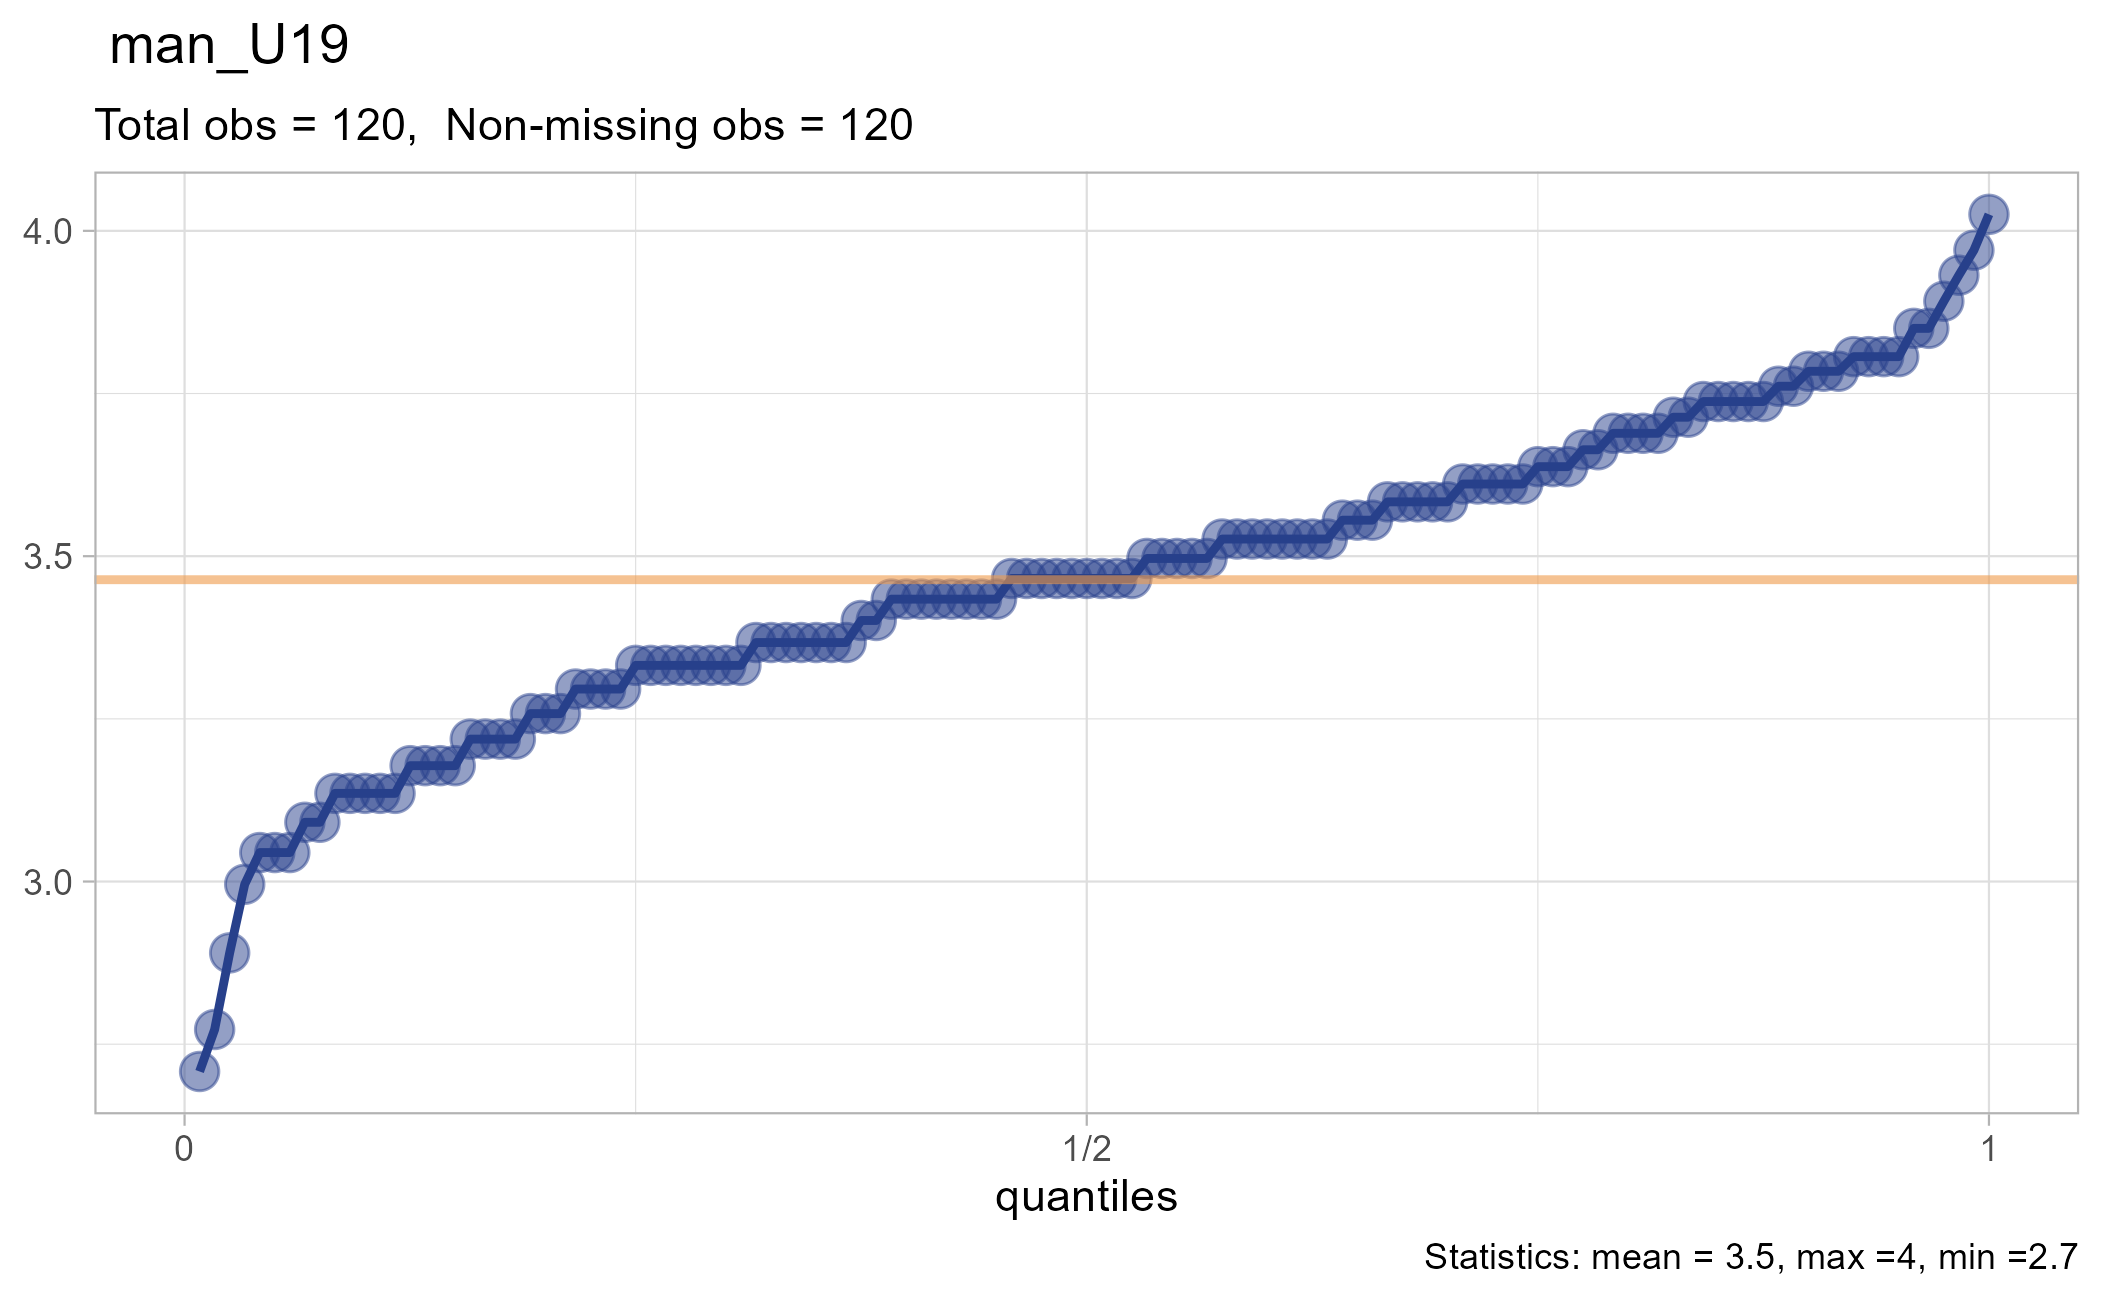 man_U19
Total obs = 120,  Non-missing obs = 120
4.0
3.5
3.0
0
1/2
1
quantiles
Statistics: mean = 3.5, max =4, min =2.7